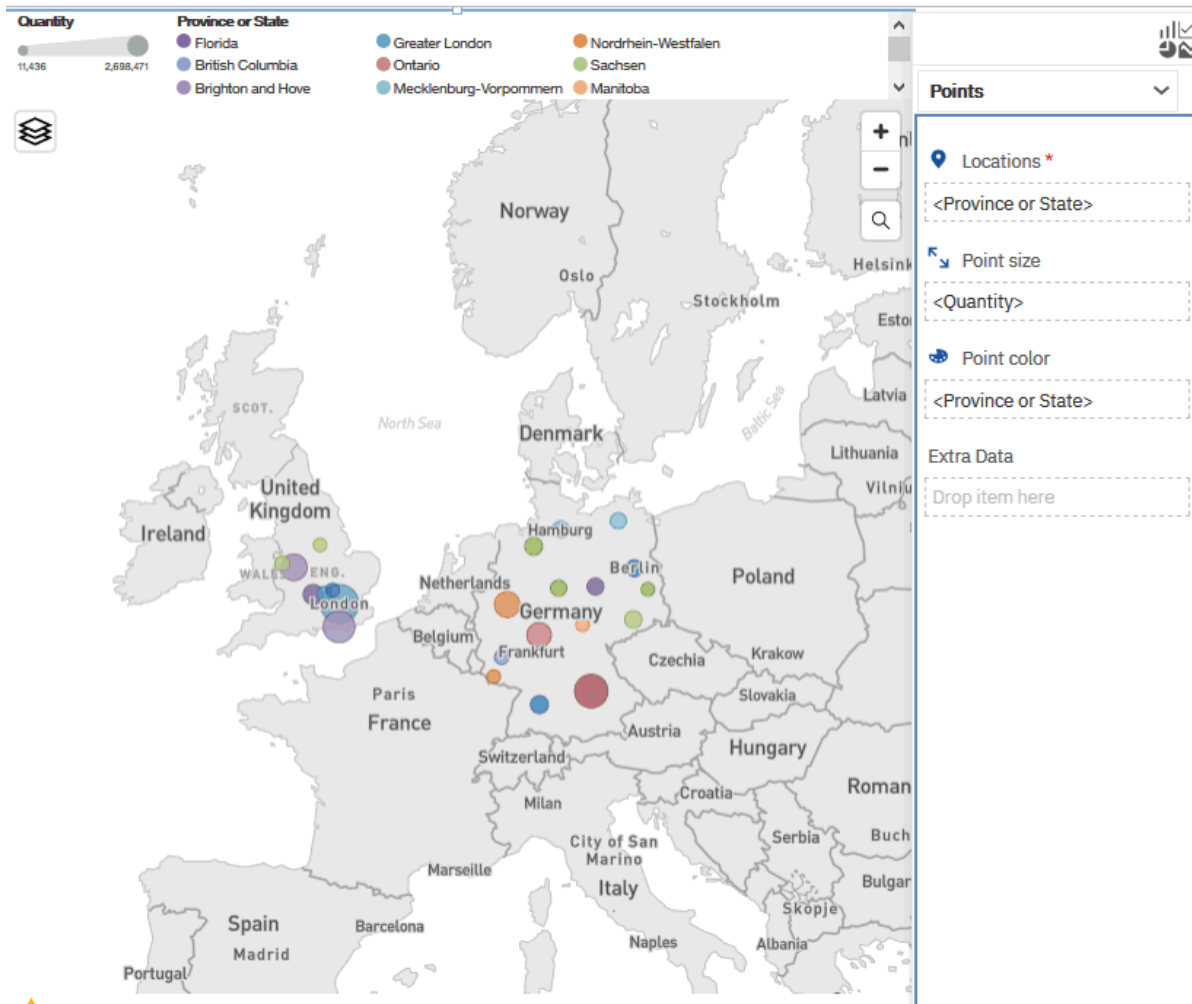 Quantity
11,436 2,698,471
Province or State
Florida
British Columbia
Brighton and Hove
Greater London
Ontario
Mecklenburg-Vorpommern
Nordrhein-Westfalen
Sachsen
Manitoba
Points
Locations *
<Province or State>
Point size
<Quantity>
Point color
<Province or State>
Extra Data
Drop item here
+
−
Norway
Oslo
Helsink
Stockholm
Esto
SCOT.
North Sea
Baltic Sea
Latvia
Denmark
Lithuania
Vilniu
United
Kingdom
Ireland
Hamburg
WALES
ENG.
Netherlands
Berlin
Poland
London
Germany
Belgium
Frankfurt
Czechia
Krakow
Paris
Slovakia
France
Austria
Hungary
Switzerland
Roman
Milan
Croatia
City of San
Marino
Serbia
Buch
Marseille
Italy
Bulgar
Skopje
Spain
Barcelona
Madrid
Naples
Albania
Portugal